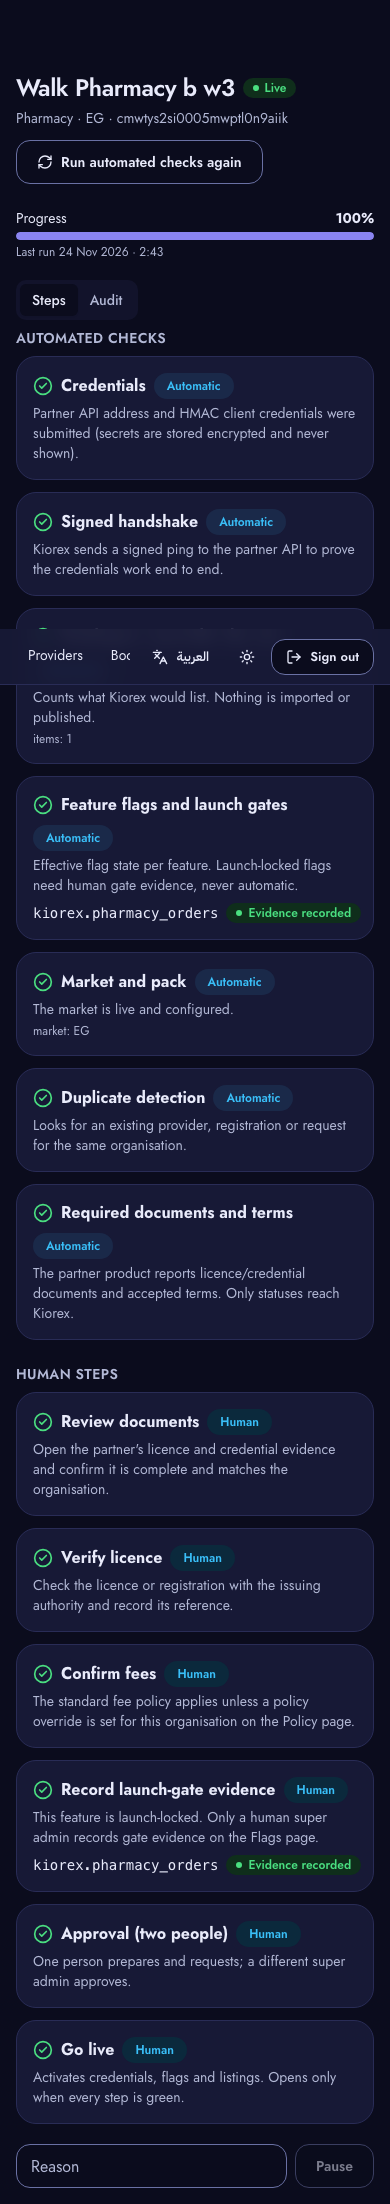 Walk Pharmacy b w3 Live
Pharmacy · EG · cmwtys2si0005mwptl0n9aiik
Run automated checks again
Progress 100%
Last run 24 Nov 2026 · 2:43
Steps Audit
AUTOMATED CHECKS
Credentials Automatic
Partner API address and HMAC client credentials were
submitted (secrets are stored encrypted and never
shown).
Signed handshake Automatic
Kiorex sends a signed ping to the partner API to prove
the credentials work end to end.
Providers Boo العربية Sign out
Counts what Kiorex would list. Nothing is imported or
published.
items: 1
Feature flags and launch gates
Automatic
Effective flag state per feature. Launch-locked flags
need human gate evidence, never automatic.
kiorex.pharmacy_orders Evidence recorded
Market and pack Automatic
The market is live and configured.
market: EG
Duplicate detection Automatic
Looks for an existing provider, registration or request
for the same organisation.
Required documents and terms
Automatic
The partner product reports licence/credential
documents and accepted terms. Only statuses reach
Kiorex.
HUMAN STEPS
Review documents Human
Open the partner's licence and credential evidence
and confirm it is complete and matches the
organisation.
Verify licence Human
Check the licence or registration with the issuing
authority and record its reference.
Confirm fees Human
The standard fee policy applies unless a policy
override is set for this organisation on the Policy page.
Record launch-gate evidence Human
This feature is launch-locked. Only a human super
admin records gate evidence on the Flags page.
kiorex.pharmacy_orders Evidence recorded
Approval (two people) Human
One person prepares and requests; a different super
admin approves.
Go live Human
Activates credentials, flags and listings. Opens only
when every step is green.
Reason Pause